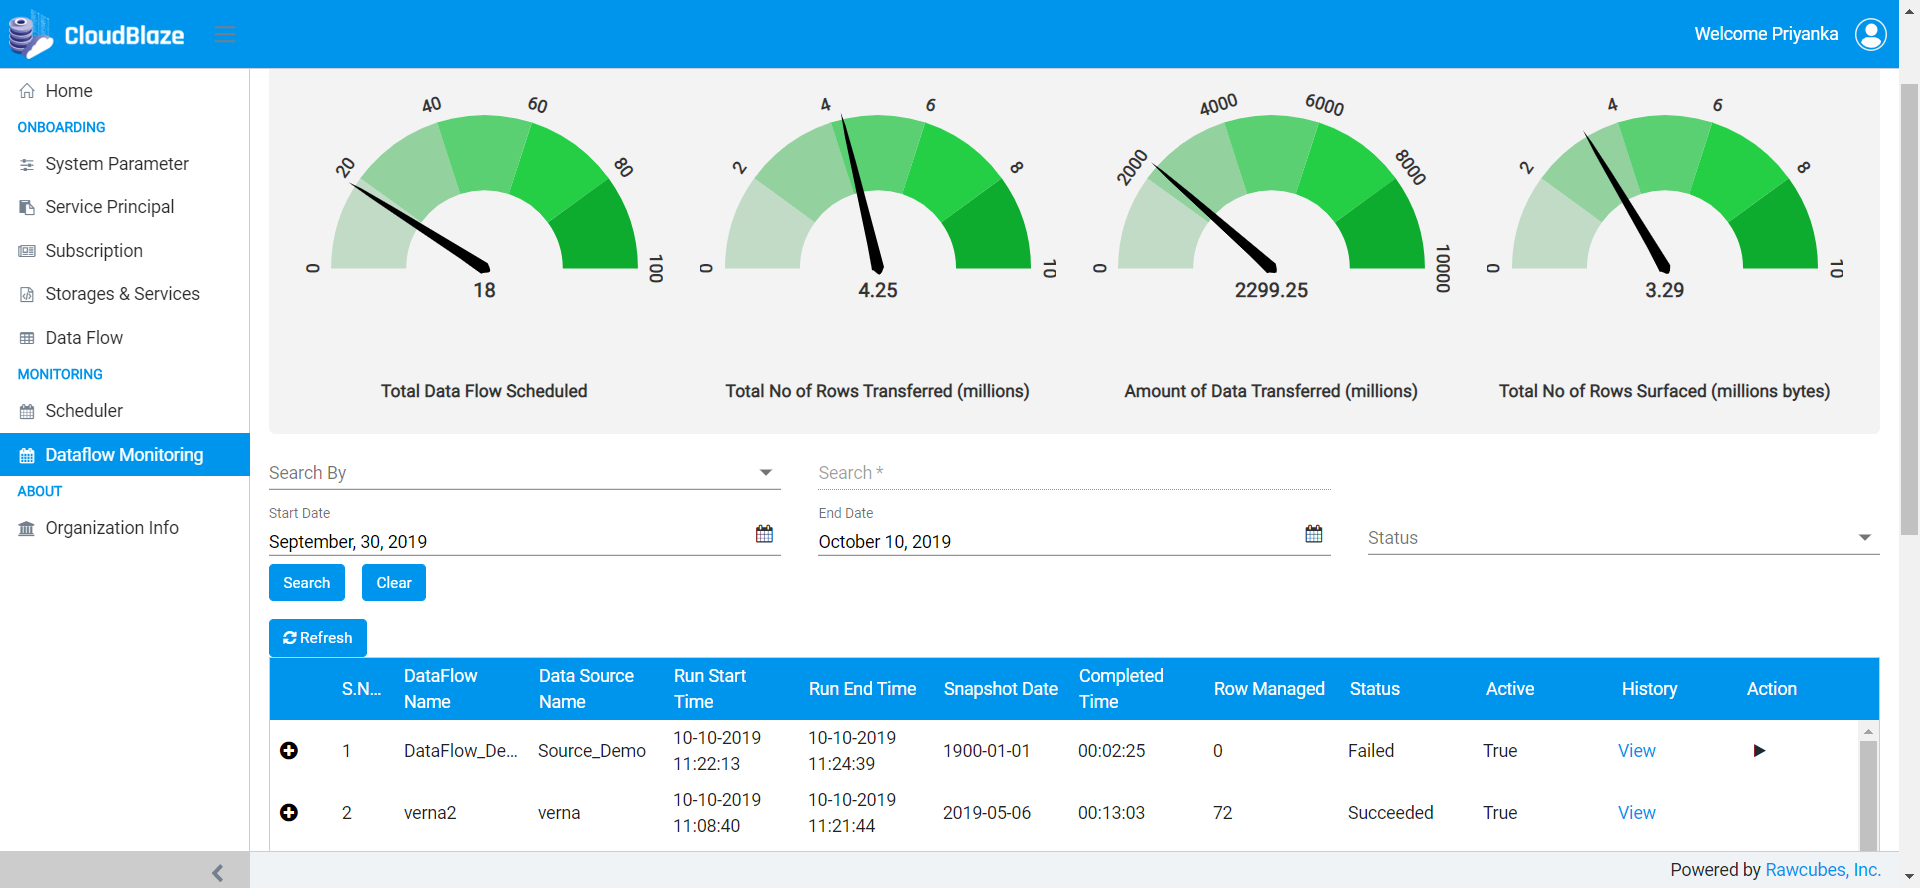 CloudBlaze
Welcome Priyanka
Home
ONBOARDING
System Parameter
Service Principal
Subscription
Storages & Services
Data Flow
MONITORING
Scheduler
Dataflow Monitoring
ABOUT
Organization Info
0 20 40 60 80 100
18
Total Data Flow Scheduled
0 2 4 6 8 10
4.25
Total No of Rows Transferred (millions)
0 2000 4000 6000 8000 10000
2299.25
Amount of Data Transferred (millions)
0 2 4 6 8 10
3.29
Total No of Rows Surfaced (millions bytes)
Search By
Search *
Start Date
September, 30, 2019
End Date
October 10, 2019
Status
Search Clear
Refresh
S.N... DataFlow Name Data Source Name Run Start Time Run End Time Snapshot Date Completed Time Row Managed Status Active History Action
1 DataFlow_De... Source_Demo 10-10-2019 11:22:13 10-10-2019 11:24:39 1900-01-01 00:02:25 0 Failed True View
2 verna2 verna 10-10-2019 11:08:40 10-10-2019 11:21:44 2019-05-06 00:13:03 72 Succeeded True View
Powered by Rawcubes, Inc.